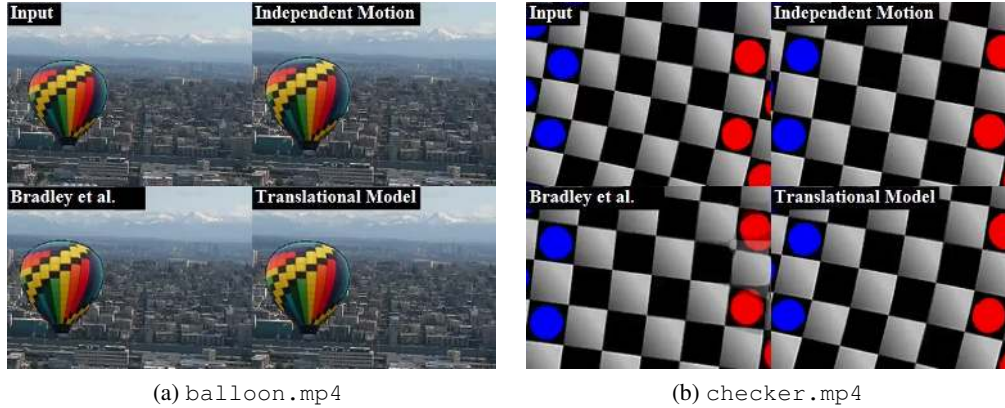 Input
Independent Motion
Bradley et al.
Translational Model
(a) balloon.mp4
Input
Independent Motion
Bradley et al.
Translational Model
(b) checker.mp4